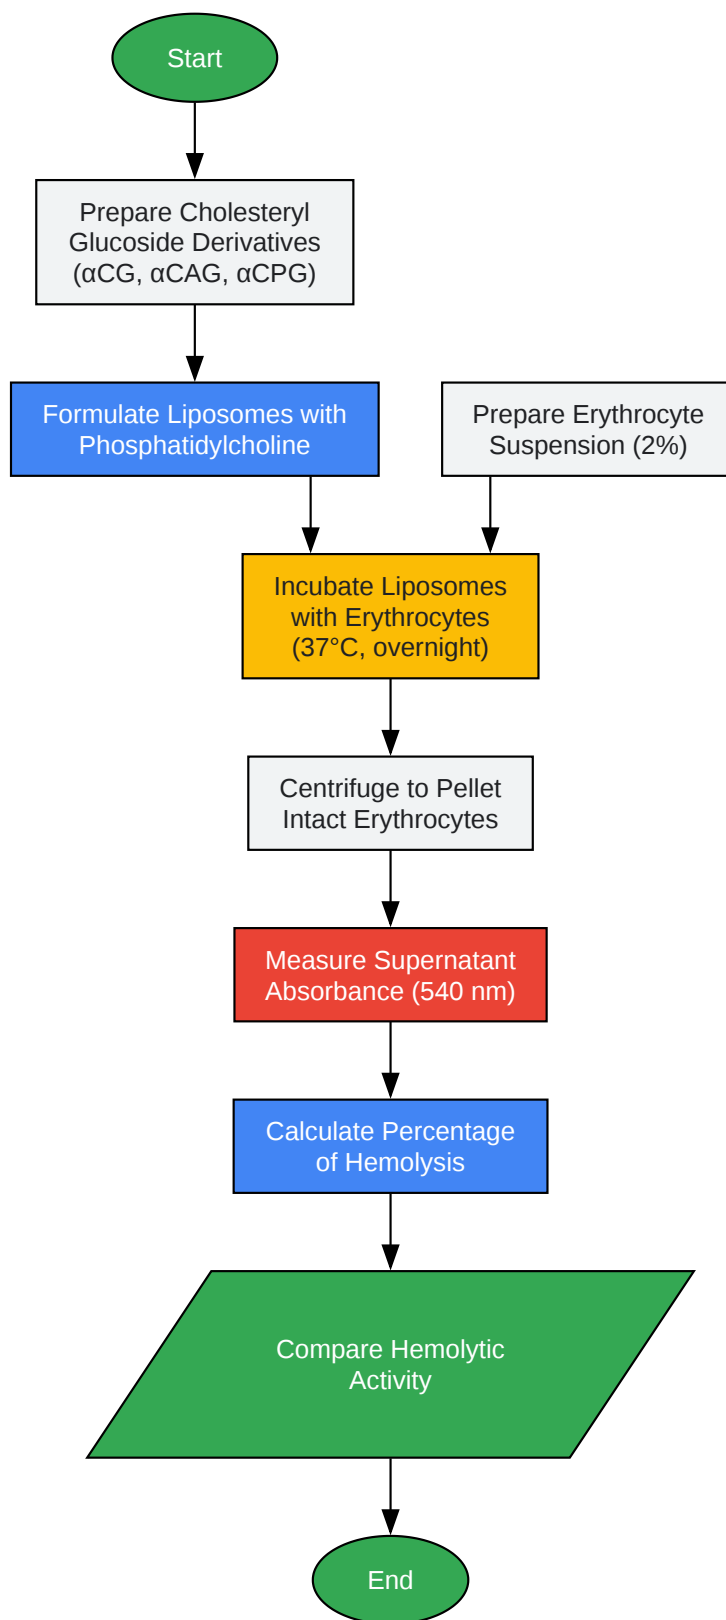 Start
Prepare Cholesteryl
Glucoside Derivatives
(αCG, αCAG, αCPG)
Formulate Liposomes with
Phosphatidylcholine
Prepare Erythrocyte
Suspension (2%)
Incubate Liposomes
with Erythrocytes
(37°C, overnight)
Centrifuge to Pellet
Intact Erythrocytes
Measure Supernatant
Absorbance (540 nm)
Calculate Percentage
of Hemolysis
Compare Hemolytic
Activity
End